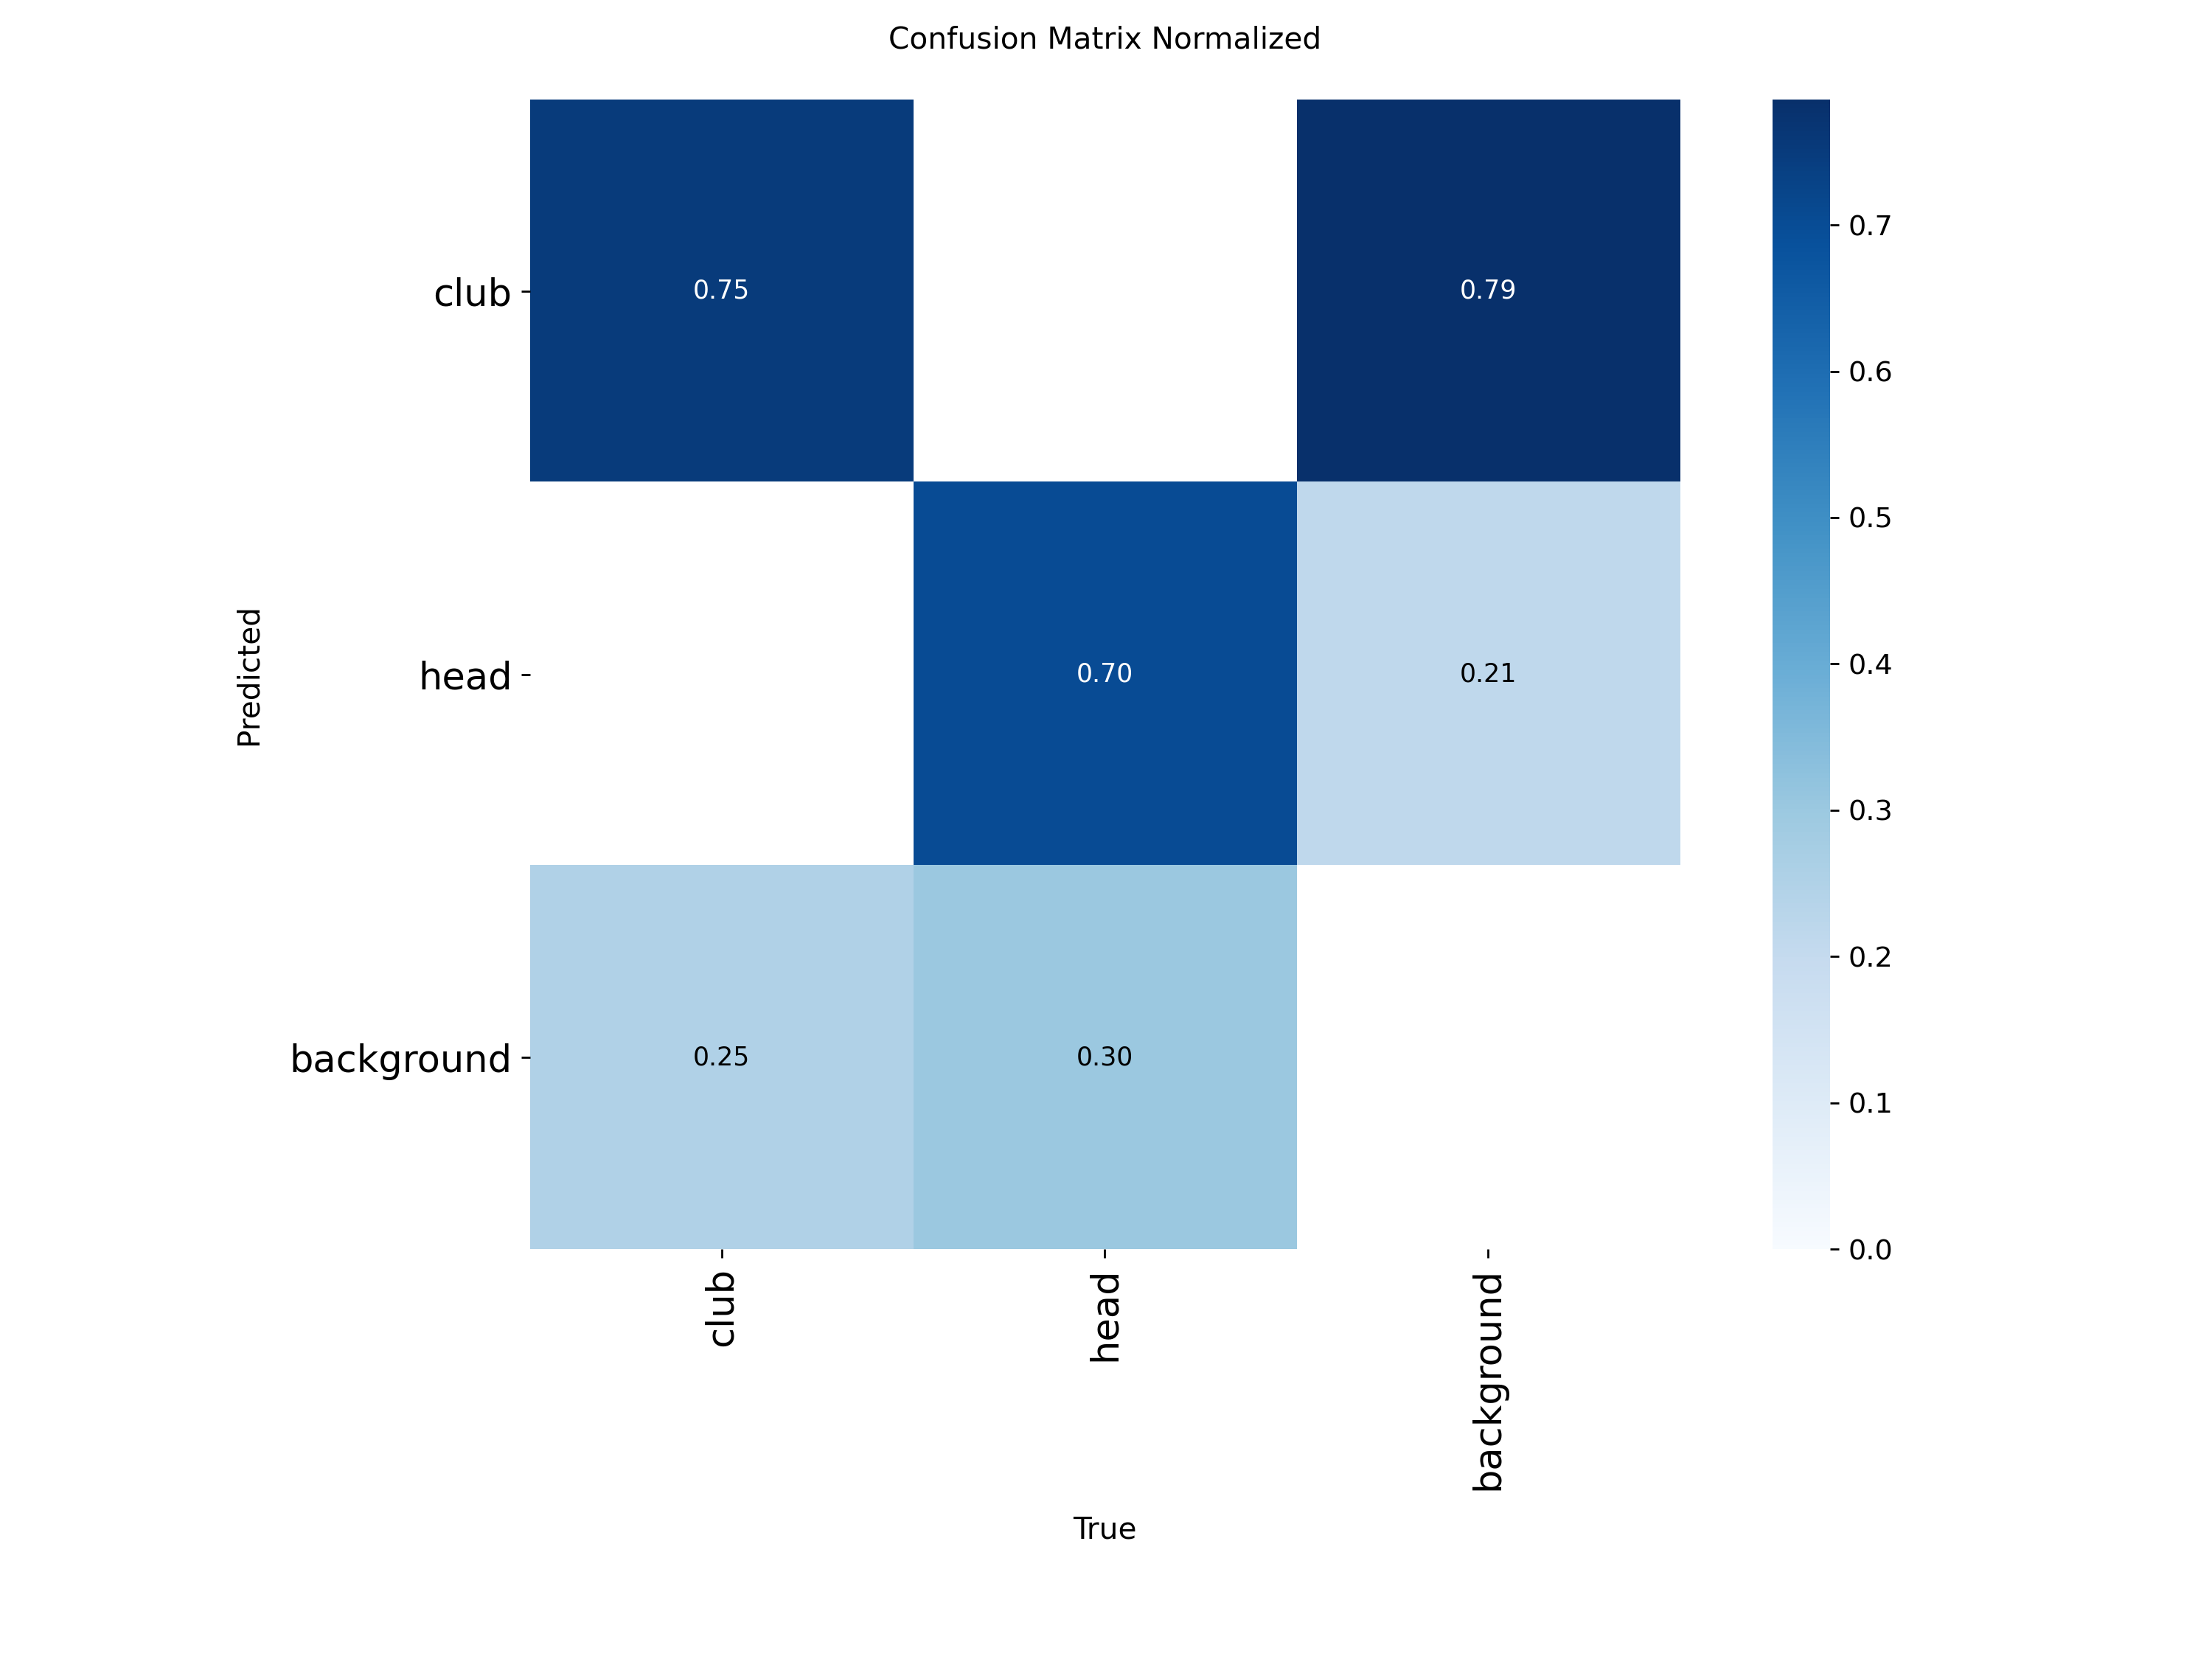 Confusion Matrix Normalized
club
0.75
0.79
head
0.70
0.21
background
0.25
0.30
club
head
background
Predicted
True
0.7
0.6
0.5
0.4
0.3
0.2
0.1
0.0